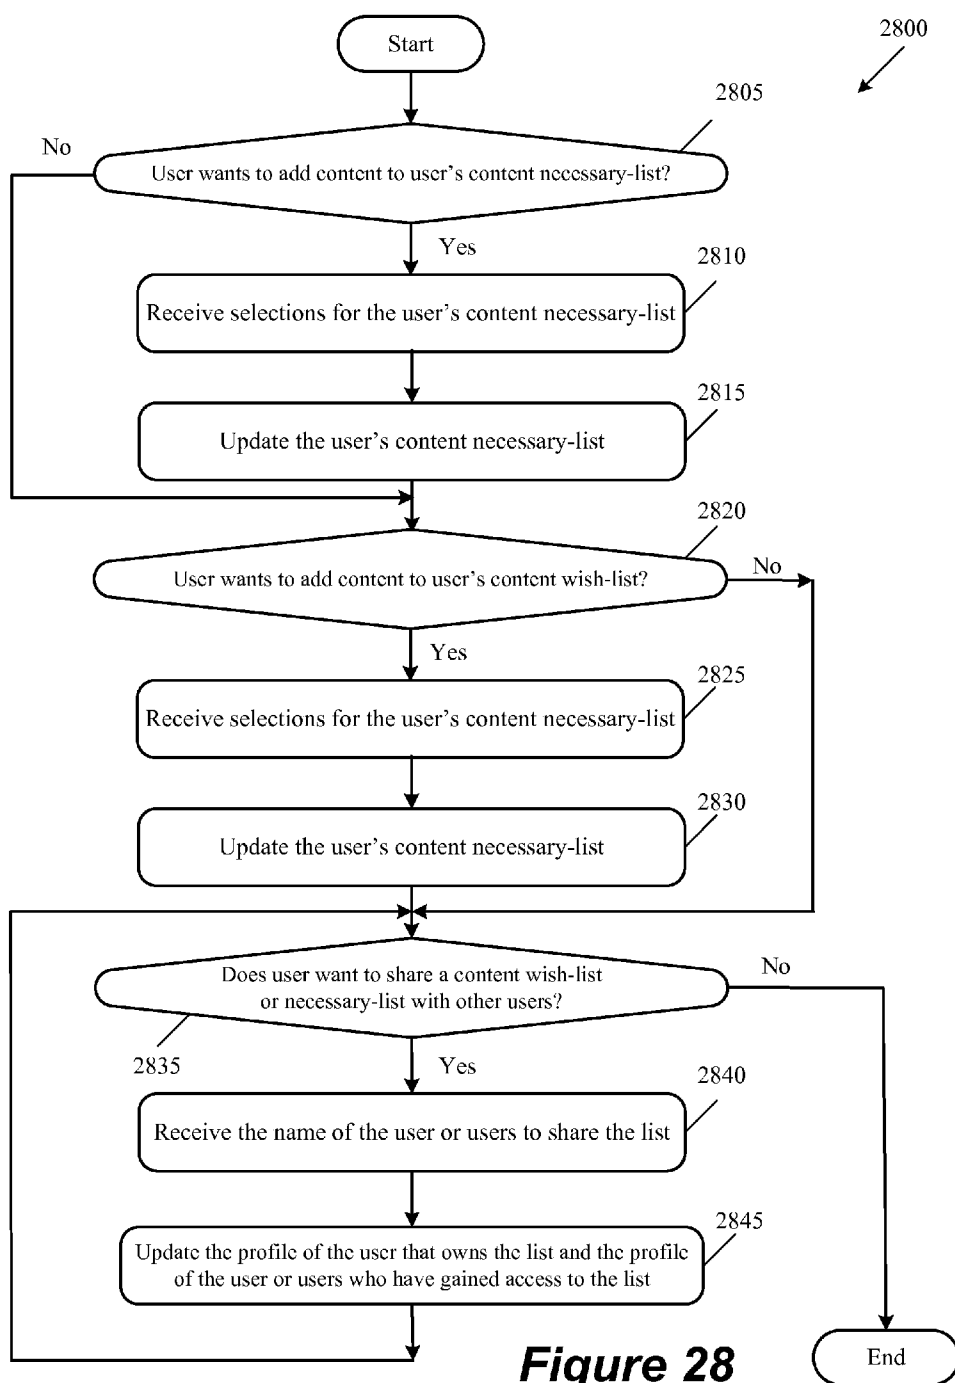 Start
2800
2805
No
User wants to add content to user's content necessary-list?
Yes
2810
Receive selections for the user's content necessary-list
2815
Update the user's content necessary-list
2820
User wants to add content to user's content wish-list?
No
Yes
2825
Receive selections for the user's content necessary-list
2830
Update the user's content necessary-list
Does user want to share a content wish-list
or necessary-list with other users?
No
2835
Yes
2840
Receive the name of the user or users to share the list
2845
Update the profile of the user that owns the list and the profile
of the user or users who have gained access to the list
End
Figure 28